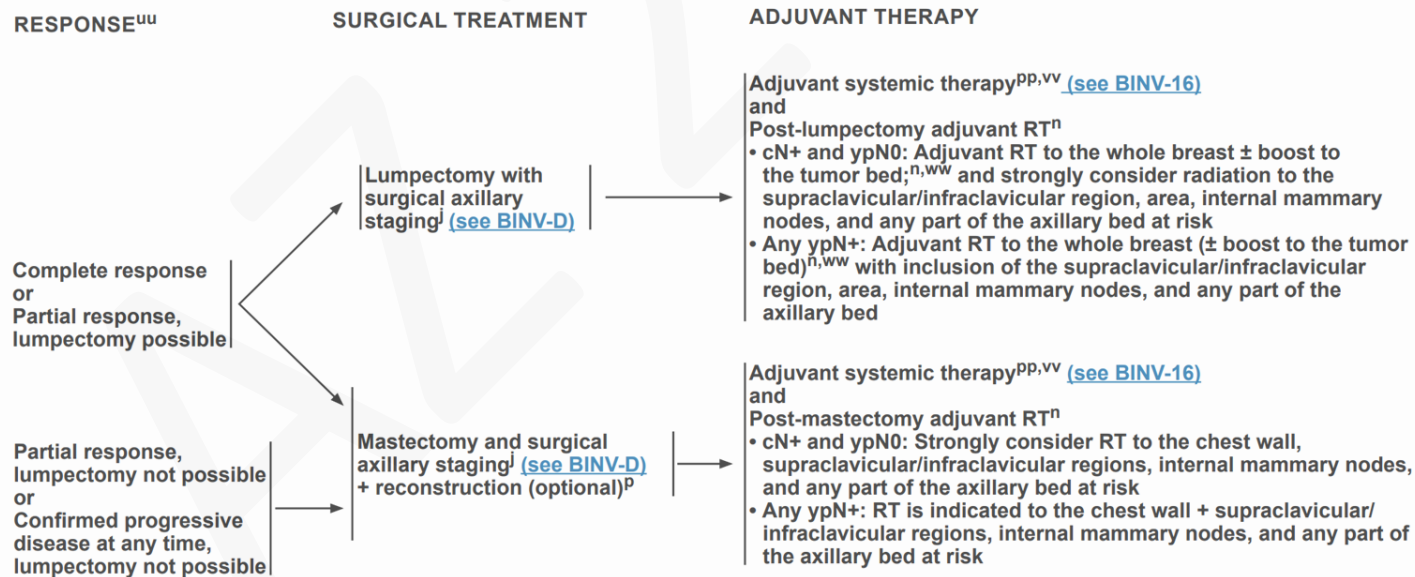 RESPONSEuu
SURGICAL TREATMENT
ADJUVANT THERAPY
Complete response
or
Partial response,
lumpectomy possible
Partial response,
lumpectomy not possible
or
Confirmed progressive
disease at any time,
lumpectomy not possible
Lumpectomy with
surgical axillary
stagingj (see BINV-D)
Mastectomy and surgical
axillary stagingj (see BINV-D)
+ reconstruction (optional)p
Adjuvant systemic therapypp,vv (see BINV-16)
and
Post-lumpectomy adjuvant RTn
• cN+ and ypN0: Adjuvant RT to the whole breast ± boost to
the tumor bed;n,ww and strongly consider radiation to the
supraclavicular/infraclavicular region, area, internal mammary
nodes, and any part of the axillary bed at risk
• Any ypN+: Adjuvant RT to the whole breast (± boost to the tumor
bed)n,ww with inclusion of the supraclavicular/infraclavicular
region, area, internal mammary nodes, and any part of the
axillary bed
Adjuvant systemic therapypp,vv (see BINV-16)
and
Post-mastectomy adjuvant RTn
• cN+ and ypN0: Strongly consider RT to the chest wall,
supraclavicular/infraclavicular regions, internal mammary nodes,
and any part of the axillary bed at risk
• Any ypN+: RT is indicated to the chest wall + supraclavicular/
infraclavicular regions, internal mammary nodes, and any part of
the axillary bed at risk